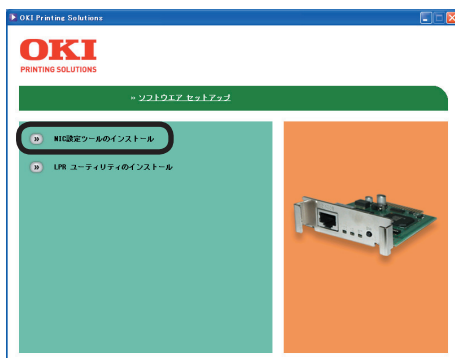 OKI Printing Solutions
OKI
PRINTING SOLUTIONS
» ソフトウエア セットアップ
» NIC設定ツールのインストール
» LPR ユーティリティのインストール